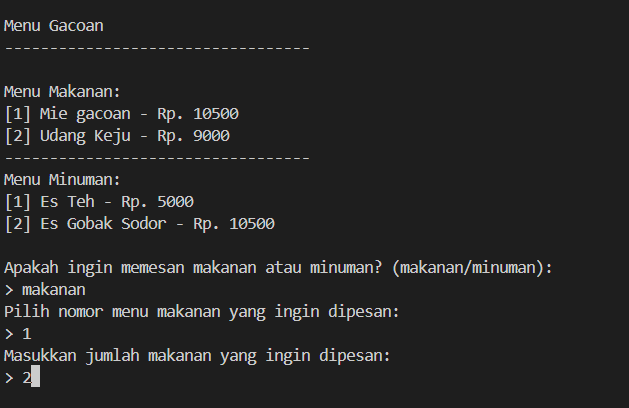 Menu Gacoan
----------------------------------
Menu Makanan:
[1] Mie gacoan - Rp. 10500
[2] Udang Keju - Rp. 9000
----------------------------------
Menu Minuman:
[1] Es Teh - Rp. 5000
[2] Es Gobak Sodor - Rp. 10500
Apakah ingin memesan makanan atau minuman? (makanan/minuman):
> makanan
Pilih nomor menu makanan yang ingin dipesan:
> 1
Masukkan jumlah makanan yang ingin dipesan:
> 2